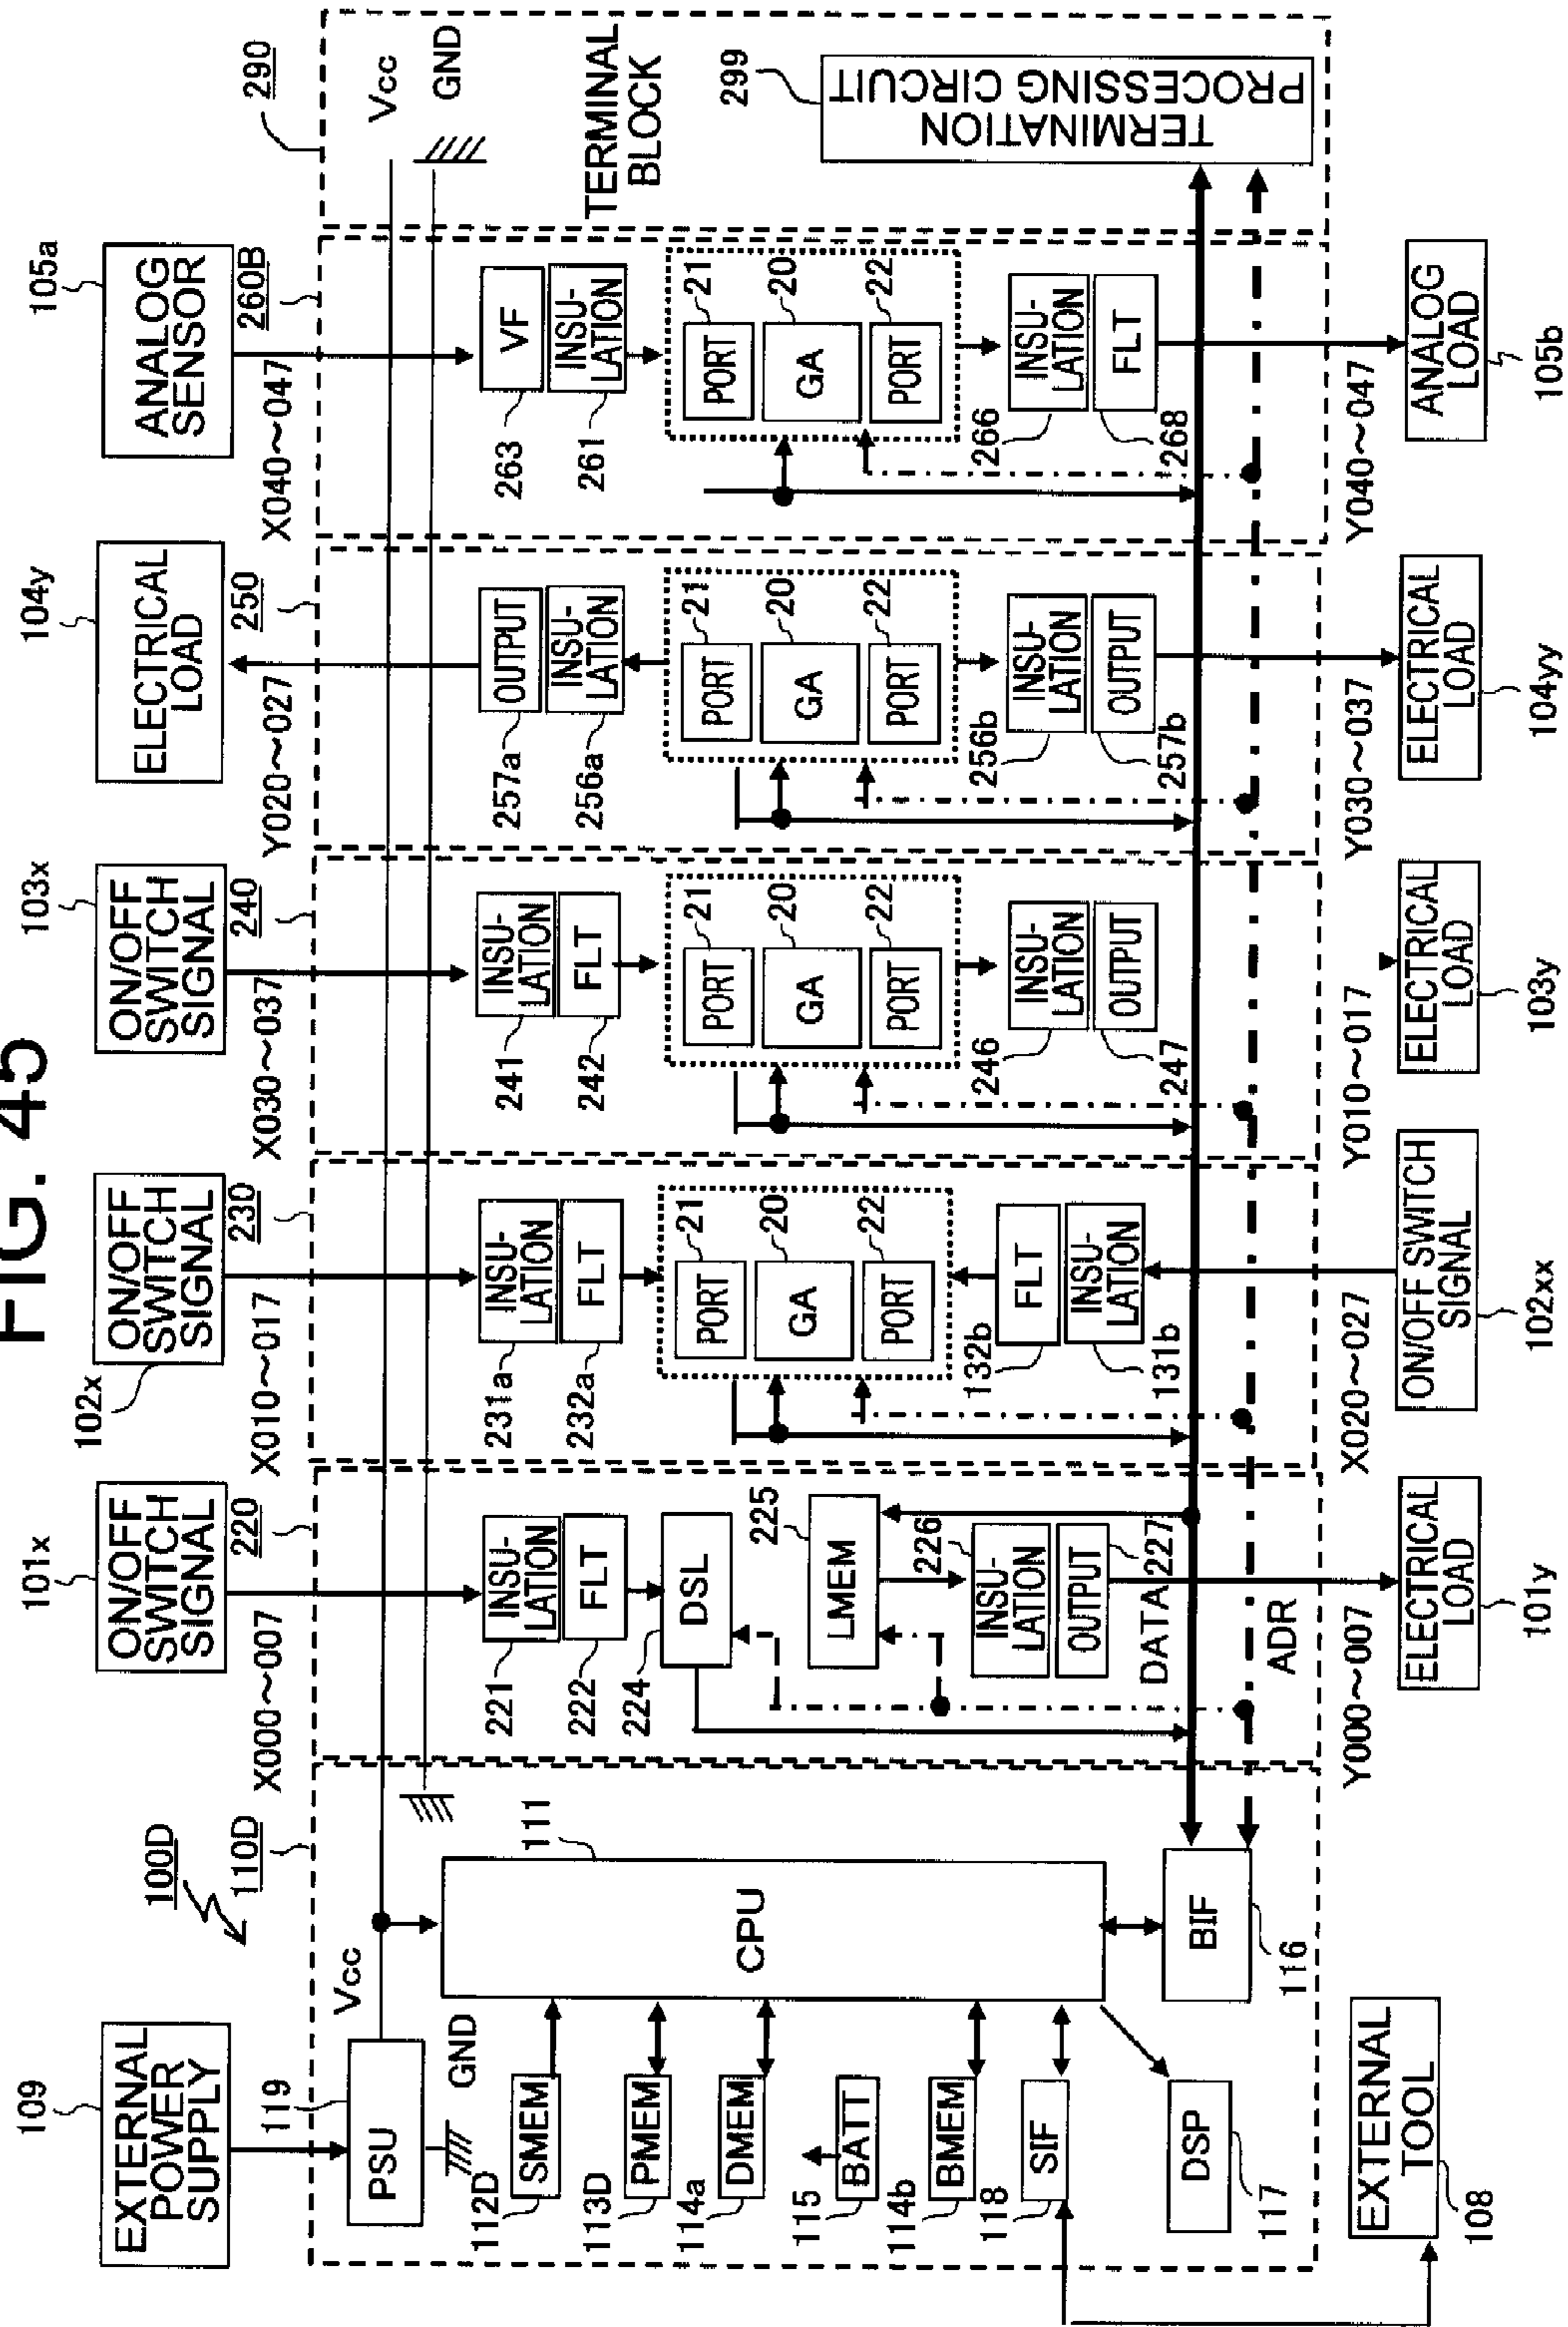 FIG. 45
109
EXTERNAL
POWER
SUPPLY
101x
ON/OFF
SWITCH
SIGNAL
102x
ON/OFF
SWITCH
SIGNAL
103x
ON/OFF
SWITCH
SIGNAL
104y
ELECTRICAL
LOAD
105a
ANALOG
SENSOR
100D
110D
X000~007
220
X010~017
230
X030~037
240
Y020~027
250
X040~047
260B
290
119
PSU
Vcc
GND
Vcc
GND
112D
SMEM
113D
PMEM
114a
DMEM
115
BATT
114b
BMEM
118
SIF
117
DSP
111
CPU
BIF
116
221
INSU-
LATION
222
FLT
224
DSL
225
LMEM
226
INSU-
LATION
OUTPUT
227
DATA
ADR
231a
INSU-
LATION
232a
FLT
PORT
21
GA
20
PORT
22
132b
FLT
131b
INSU-
LATION
241
INSU-
LATION
242
FLT
PORT
21
GA
20
PORT
22
246
INSU-
LATION
247
OUTPUT
257a
OUTPUT
256a
INSU-
LATION
PORT
21
GA
20
PORT
22
256b
INSU-
LATION
257b
OUTPUT
263
VF
261
INSU-
LATION
PORT
21
GA
20
PORT
22
266
INSU-
LATION
268
FLT
TERMINAL
BLOCK
299
TERMINATION
PROCESSING CIRCUIT
EXTERNAL
TOOL
108
Y000~007
ELECTRICAL
LOAD
101y
X020~027
ON/OFF SWITCH
SIGNAL
102xx
Y010~017
ELECTRICAL
LOAD
103y
Y030~037
ELECTRICAL
LOAD
104yy
Y040~047
ANALOG
LOAD
105b